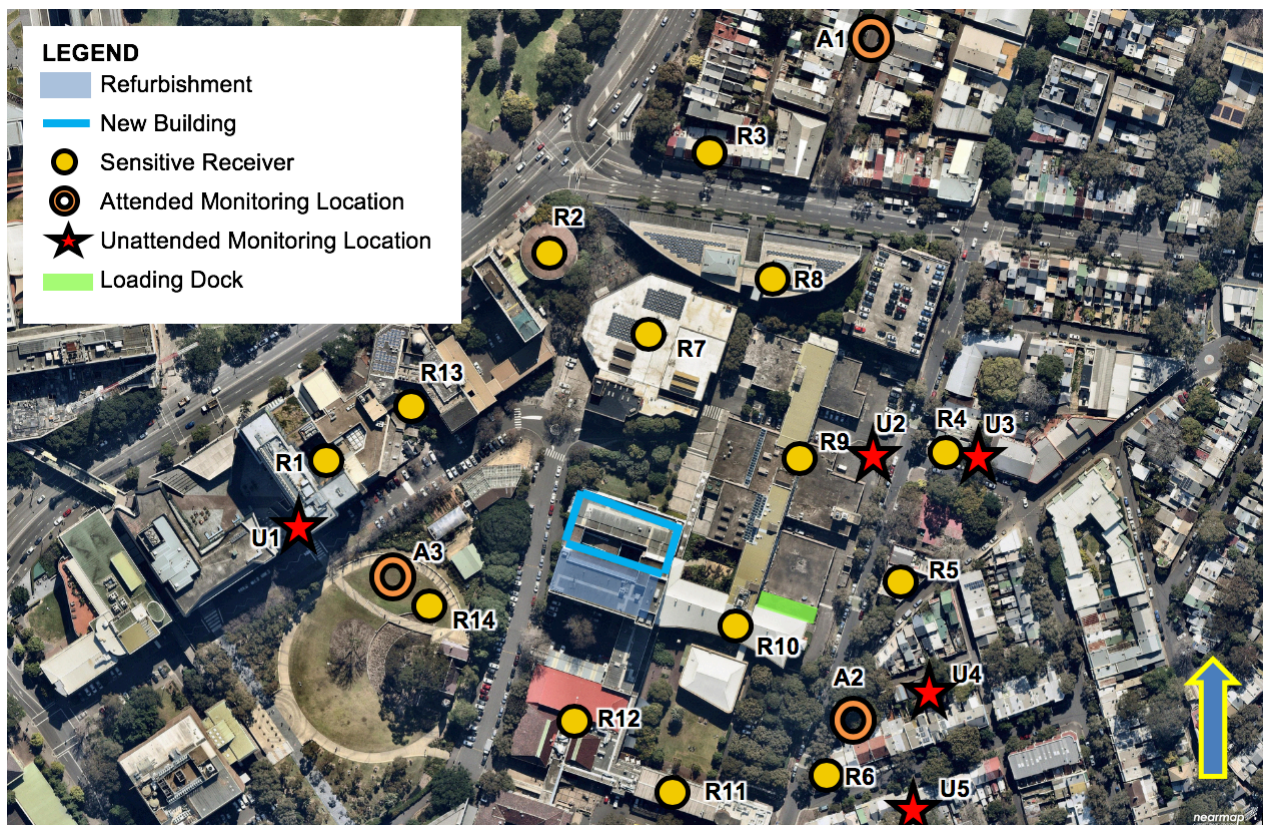 LEGEND
Refurbishment
New Building
Sensitive Receiver
Attended Monitoring Location
Unattended Monitoring Location
Loading Dock
A1
R3
R2
R8
R7
R13
R9
U2
R4
U3
R1
U1
A3
R14
R5
R10
U4
A2
R12
R6
R11
U5
nearmap